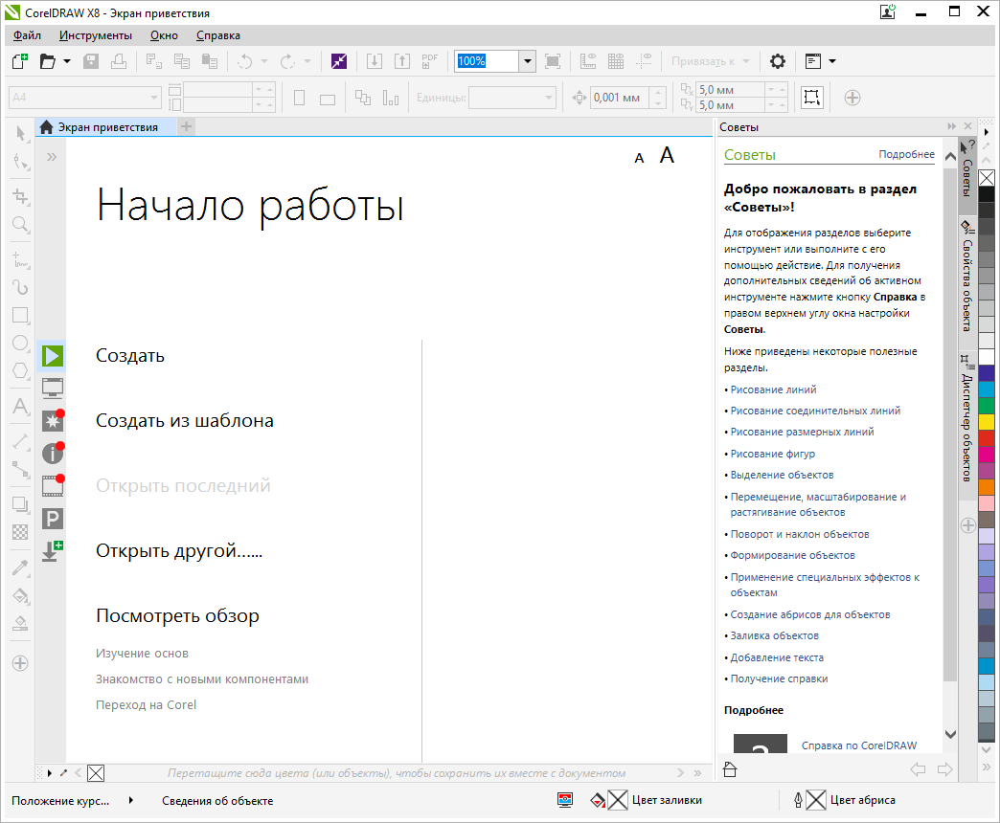 CorelDRAW X8 - Экран приветствия
Файл Инструменты Окно Справка
PDF
100%
Привязать к
A4
Единицы:
0,001 мм
5,0 мм
5,0 мм
Экран приветствия
Советы
A A
Начало работы
Создать
Создать из шаблона
Открыть последний
Открыть другой......
Посмотреть обзор
Изучение основ
Знакомство с новыми компонентами
Переход на Corel
Советы Подробнее
Добро пожаловать в раздел
«Советы»!
Для отображения разделов выберите
инструмент или выполните с его
помощью действие. Для получения
дополнительных сведений об активном
инструменте нажмите кнопку Справка в
правом верхнем углу окна настройки
Советы.
Ниже приведены некоторые полезные
разделы.
• Рисование линий
• Рисование соединительных линий
• Рисование размерных линий
• Рисование фигур
• Выделение объектов
• Перемещение, масштабирование и
растягивание объектов
• Поворот и наклон объектов
• Формирование объектов
• Применение специальных эффектов к
объектам
• Создание абрисов для объектов
• Заливка объектов
• Добавление текста
• Получение справки
Подробнее
Справка по CorelDRAW
Советы
Свойства объекта
Диспетчер объектов
Перетащите сюда цвета (или объекты), чтобы сохранить их вместе с документом
Положение курс... Сведения об объекте Цвет заливки Цвет абриса